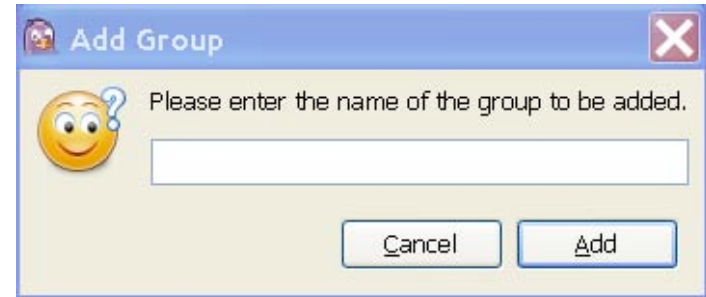 Add Group
Please enter the name of the group to be added.
Cancel
Add